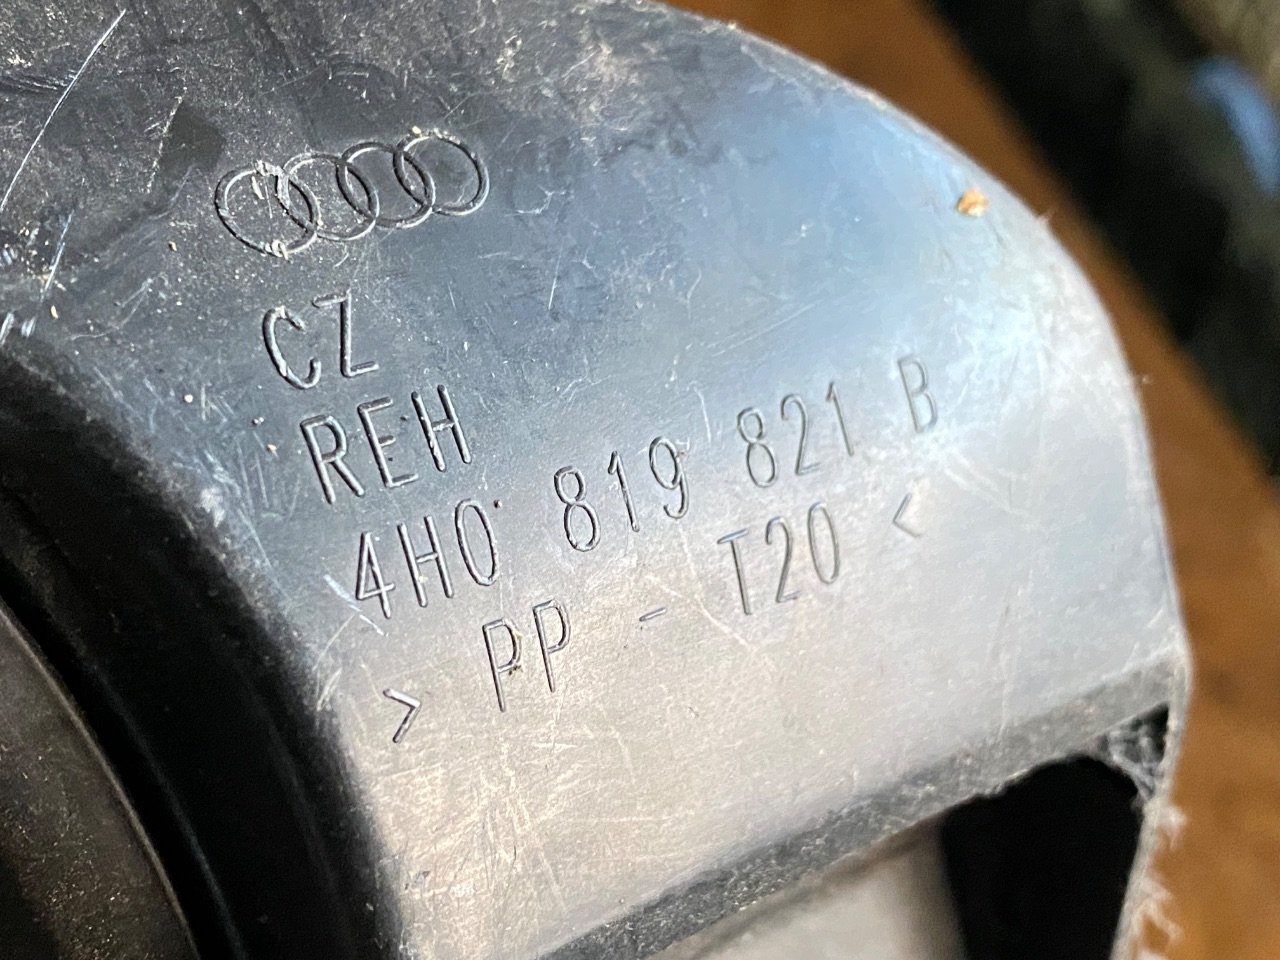 CZ
REH
4H0 819 821 B
> PP - T20 <